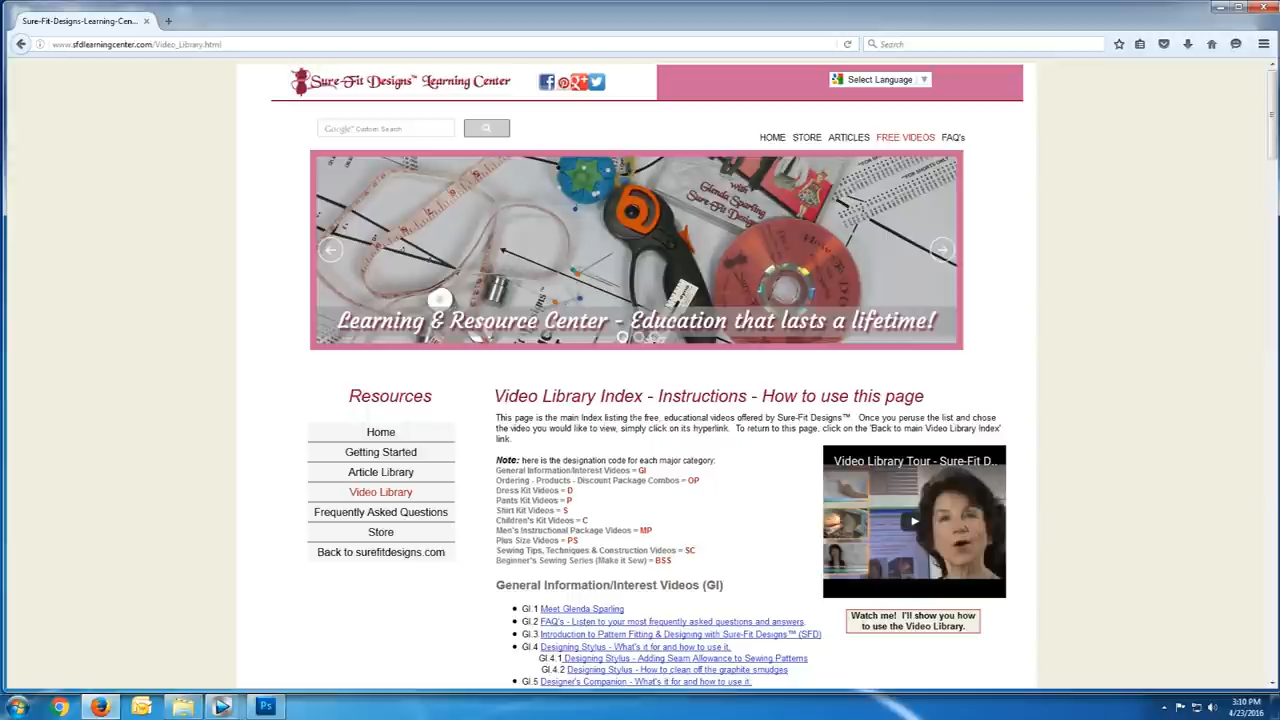 Sure-Fit-Designs-Learning-Cen...
www.sfdlearningcenter.com/Video_Library.html
Search
Sure-Fit Designs™ Learning Center
Select Language
Google™ Custom Search
HOME STORE ARTICLES FREE VIDEOS FAQ's
with
Glenda Sparling
Sure-Fit Designs
Learning & Resource Center - Education that lasts a lifetime!
Resources
Home
Getting Started
Article Library
Video Library
Frequently Asked Questions
Store
Back to surefitdesigns.com
Video Library Index - Instructions - How to use this page
This page is the main Index listing the free, educational videos offered by Sure-Fit Designs™ Once you peruse the list and chose
the video you would like to view, simply click on its hyperlink. To return to this page, click on the 'Back to main Video Library Index'
link.
Note: here is the designation code for each major category:
General Information/Interest Videos = GI
Ordering - Products - Discount Package Combos = OP
Dress Kit Videos = D
Pants Kit Videos = P
Shirt Kit Videos = S
Children's Kit Videos = C
Men's Instructional Package Videos = MP
Plus Size Videos = PS
Sewing Tips, Techniques & Construction Videos = SC
Beginner's Sewing Series (Make it Sew) = BSS
Video Library Tour - Sure-Fit D...
Watch me! I'll show you how
to use the Video Library.
General Information/Interest Videos (GI)
GI.1 Meet Glenda Sparling
GI.2 FAQ's - Listen to your most frequently asked questions and answers.
GI.3 Introduction to Pattern Fitting & Designing with Sure-Fit Designs™ (SFD)
GI.4 Designing Stylus - What's it for and how to use it.
GI.4.1 Designing Stylus - Adding Seam Allowance to Sewing Patterns
GI.4.2 Designing Stylus - How to clean off the graphite smudges
GI.5 Designer's Companion - What's it for and how to use it.
Ps
3:10 PM
4/23/2016